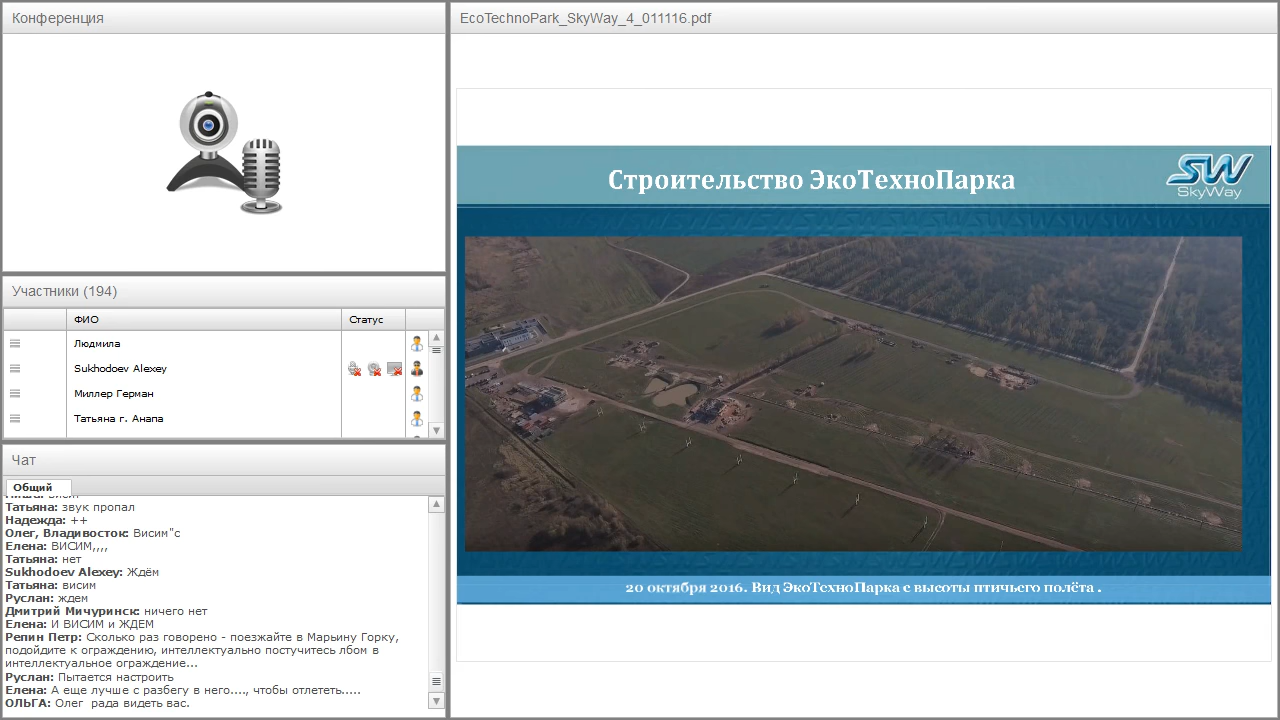 Конференция
EcoTechnoPark_SkyWay_4_011116.pdf
Строительство ЭкоТехноПарка
SW
SkyWay
20 октября 2016. Вид ЭкоТехноПарка с высоты птичьего полёта .
Участники (194)
ФИО Статус
Людмила
Sukhodoev Alexey
Миллер Герман
Татьяна г. Анапа
Чат
Общий
Татьяна: звук пропал
Надежда: ++
Олег, Владивосток: Висим"с
Елена: ВИСИМ,,,,
Татьяна: нет
Sukhodoev Alexey: Ждём
Татьяна: висим
Руслан: ждем
Дмитрий Мичуринск: ничего нет
Елена: И ВИСИМ и ЖДЕМ
Репин Петр: Сколько раз говорено - поезжайте в Марьину Горку,
подойдите к ограждению, интеллектуально постучитесь лбом в
интеллектуальное ограждение...
Руслан: Пытается настроить
Елена: А еще лучше с разбегу в него...., чтобы отлететь.....
ОЛЬГА: Олег  рада видеть вас.